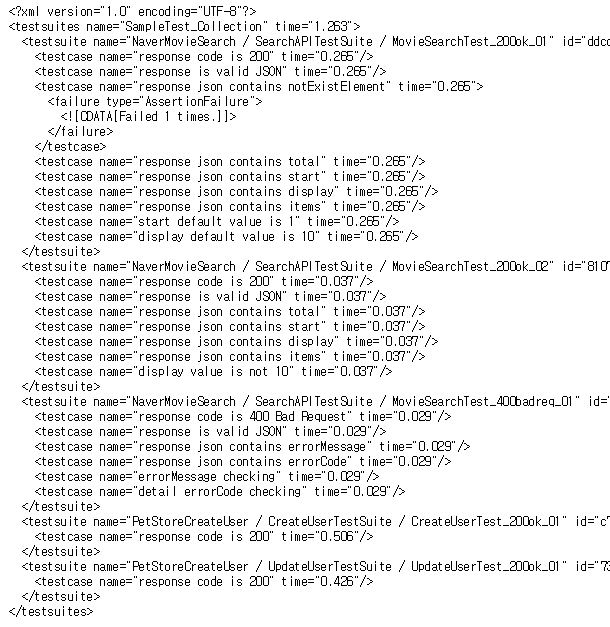 <?xml version="1.0" encoding="UTF-8"?>
<testsuites name="SampleTest_Collection" time="1.263">
<testsuite name="NaverMovieSearch / SearchAPITestSuite / MovieSearchTest_200ok_01" id="ddcc
<testcase name="response code is 200" time="0.265"/>
<testcase name="response is valid JSON" time="0.265"/>
<testcase name="response json contains notExistElement" time="0.265">
<failure type="AssertionFailure">
<![CDATA[Failed 1 times.]]>
</failure>
</testcase>
<testcase name="response json contains total" time="0.265"/>
<testcase name="response json contains start" time="0.265"/>
<testcase name="response json contains display" time="0.265"/>
<testcase name="response json contains items" time="0.265"/>
<testcase name="start default value is 1" time="0.265"/>
<testcase name="display default value is 10" time="0.265"/>
</testsuite>
<testsuite name="NaverMovieSearch / SearchAPITestSuite / MovieSearchTest_200ok_02" id="8107
<testcase name="response code is 200" time="0.037"/>
<testcase name="response is valid JSON" time="0.037"/>
<testcase name="response json contains total" time="0.037"/>
<testcase name="response json contains start" time="0.037"/>
<testcase name="response json contains display" time="0.037"/>
<testcase name="response json contains items" time="0.037"/>
<testcase name="display value is not 10" time="0.037"/>
</testsuite>
<testsuite name="NaverMovieSearch / SearchAPITestSuite / MovieSearchTest_400badreq_01" id="
<testcase name="response code is 400 Bad Request" time="0.029"/>
<testcase name="response is valid JSON" time="0.029"/>
<testcase name="response json contains errorMessage" time="0.029"/>
<testcase name="response json contains errorCode" time="0.029"/>
<testcase name="errorMessage checking" time="0.029"/>
<testcase name="detail errorCode checking" time="0.029"/>
</testsuite>
<testsuite name="PetStoreCreateUser / CreateUserTestSuite / CreateUserTest_200ok_01" id="c7
<testcase name="response code is 200" time="0.506"/>
</testsuite>
<testsuite name="PetStoreCreateUser / UpdateUserTestSuite / UpdateUserTest_200ok_01" id="73
<testcase name="response code is 200" time="0.426"/>
</testsuite>
</testsuites>